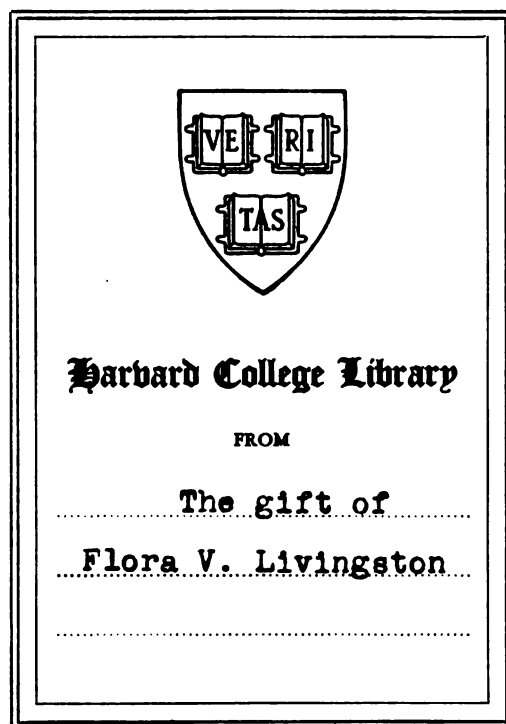 VE RI
TAS
Harvard College Library
FROM
The gift of
Flora V. Livingston